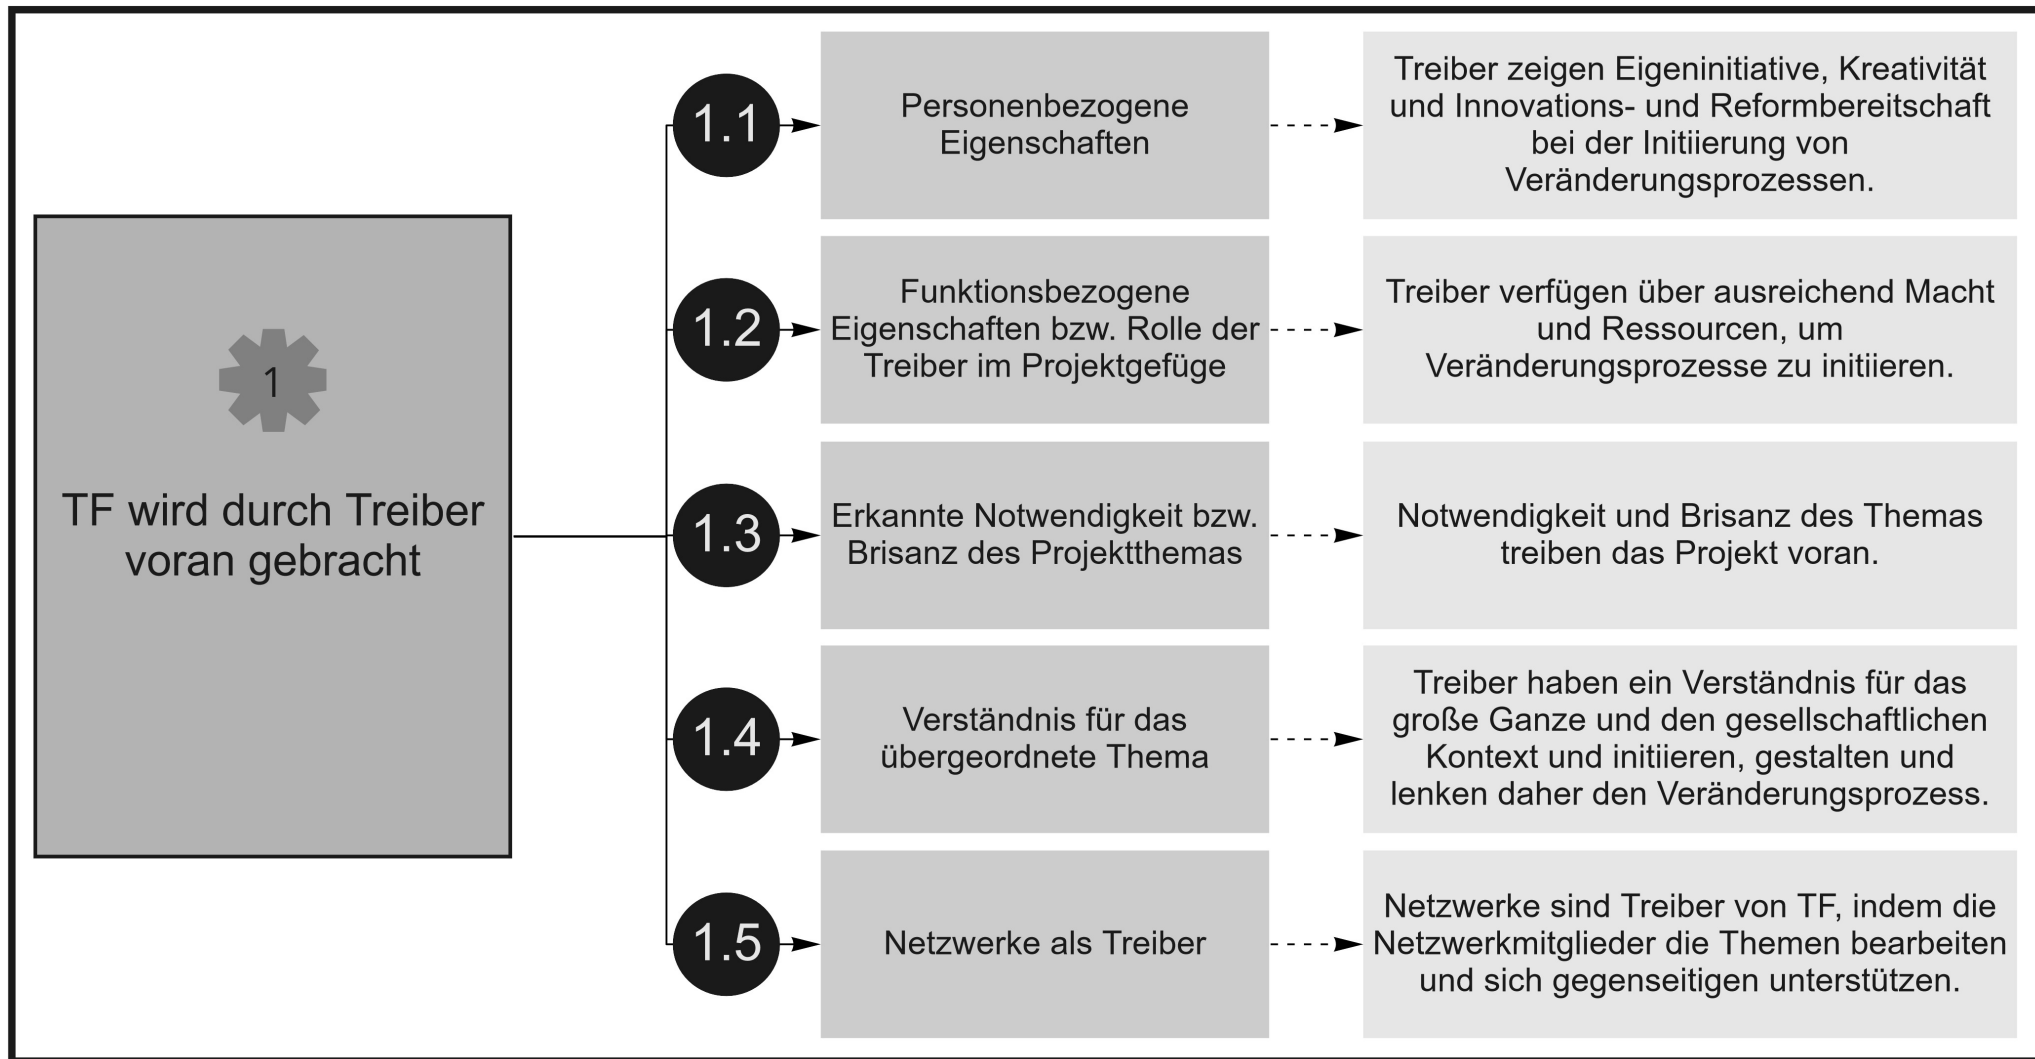 1
TF wird durch Treiber
voran gebracht
1.1
Personenbezogene
Eigenschaften
Treiber zeigen Eigeninitiative, Kreativität
und Innovations- und Reformbereitschaft
bei der Initiierung von
Veränderungsprozessen.
1.2
Funktionsbezogene
Eigenschaften bzw. Rolle der
Treiber im Projektgefüge
Treiber verfügen über ausreichend Macht
und Ressourcen, um
Veränderungsprozesse zu initiieren.
1.3
Erkannte Notwendigkeit bzw.
Brisanz des Projektthemas
Notwendigkeit und Brisanz des Themas
treiben das Projekt voran.
1.4
Verständnis für das
übergeordnete Thema
Treiber haben ein Verständnis für das
große Ganze und den gesellschaftlichen
Kontext und initiieren, gestalten und
lenken daher den Veränderungsprozess.
1.5
Netzwerke als Treiber
Netzwerke sind Treiber von TF, indem die
Netzwerkmitglieder die Themen bearbeiten
und sich gegenseitigen unterstützen.